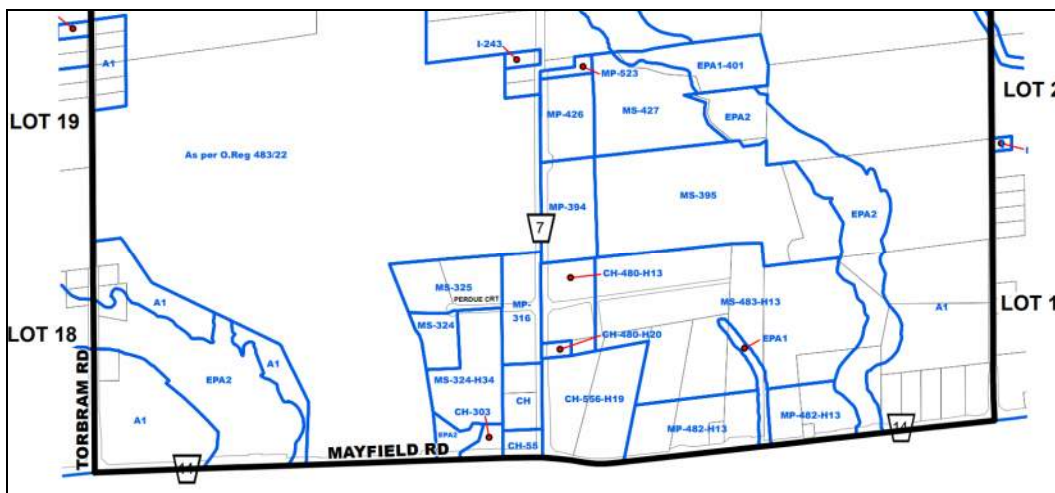 I-243
MP-523
EPA1-401
A1
LOT 19
MP-426
MS-427
EPA2
LOT 2
As per O.Reg 483/22
I
MP-394
MS-395
EPA2
7
CH-480-H13
MS-325
PERDUE CRT
MP-
316
MS-483-H13
A1
A1
LOT 18
MS-324
LOT 1
CH-480-H20
EPA1
A1
EPA2
MS-324-H34
CH
CH-556-H19
CH-303
A1
EPA2
MP-482-H13
MP-482-H13
14
TORBRAM RD
MAYFIELD RD
CH-55